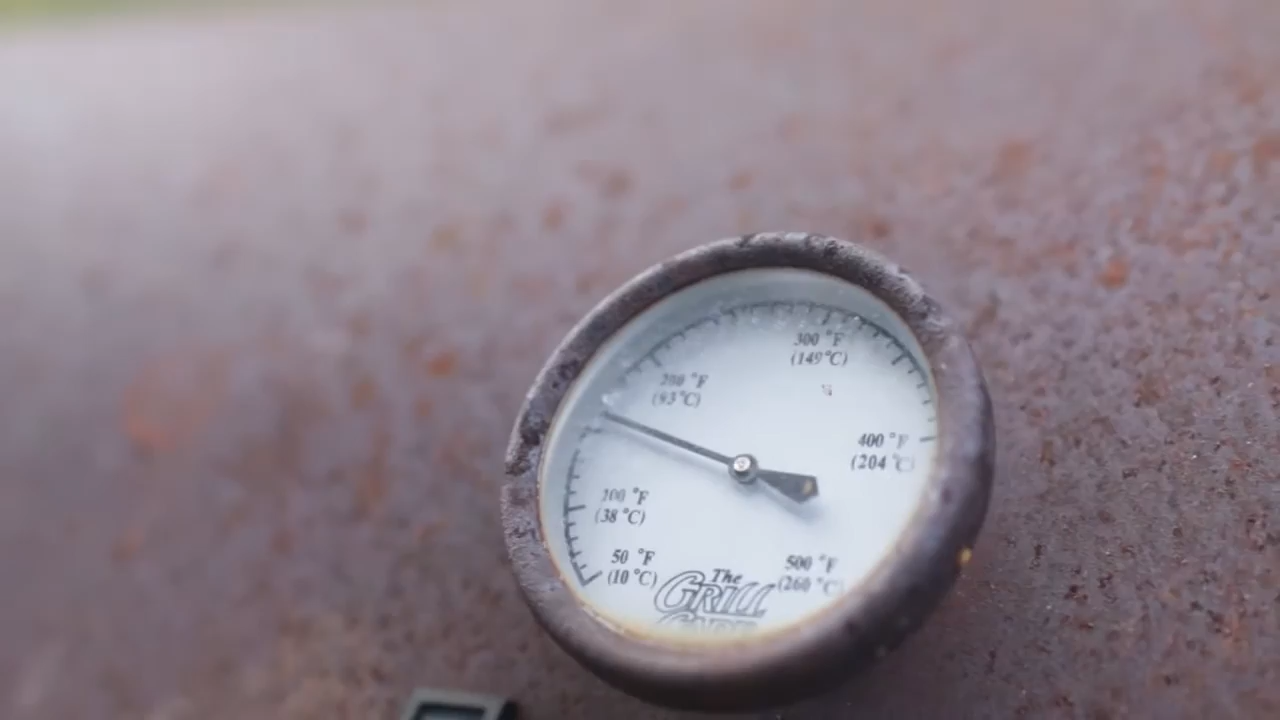 300 °F
(149°C)
200 °F
(93°C)
400 °F
(204 °C)
100 °F
(38°C)
50 °F
(10°C)
500 °F
(260 °C)
The
GRILL